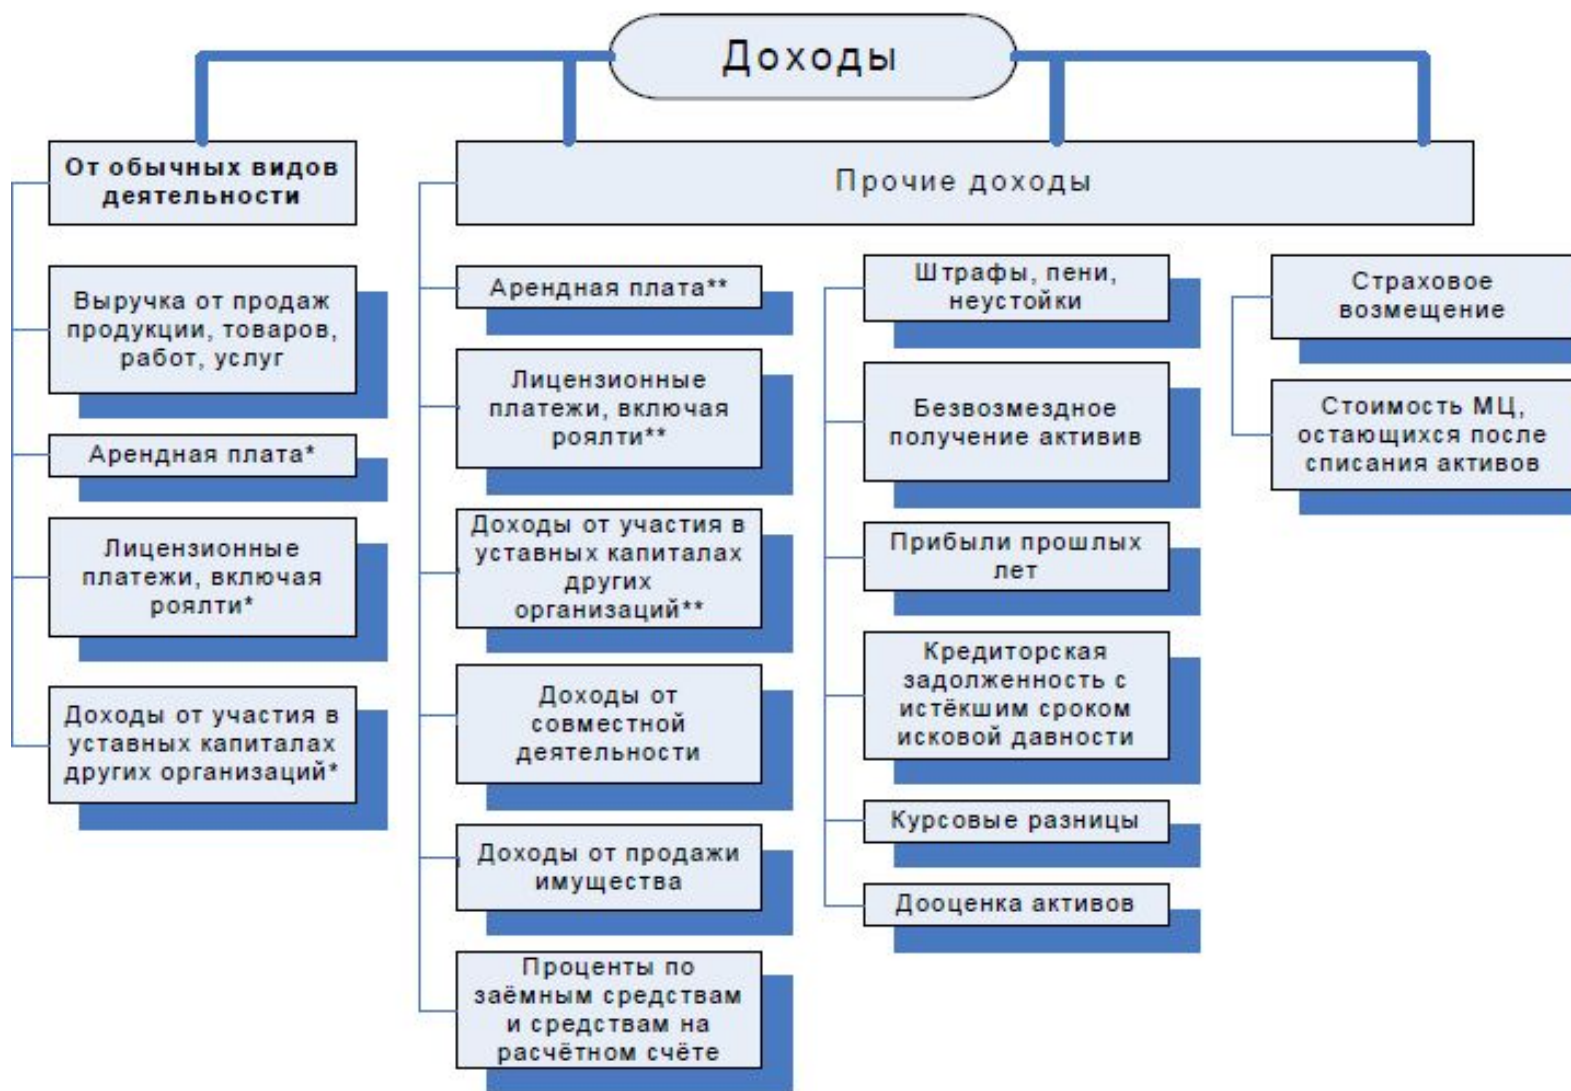 Доходы
От обычных видов
деятельности
Выручка от продаж
продукции, товаров,
работ, услуг
Арендная плата*
Лицензионные
платежи, включая
роялти*
Доходы от участия в
уставных капиталах
других организаций*
Прочие доходы
Арендная плата**
Лицензионные
платежи, включая
роялти**
Доходы от участия в
уставных капиталах
других
организаций**
Доходы от
совместной
деятельности
Доходы от продажи
имущества
Проценты по
заёмным средствам
и средствам на
расчётном счёте
Штрафы, пени,
неустойки
Безвозмездное
получение активив
Прибыли прошлых
лет
Кредиторская
задолженность с
истёкшим сроком
исковой давности
Курсовые разницы
Дооценка активов
Страховое
возмещение
Стоимость МЦ,
остающихся после
списания активов